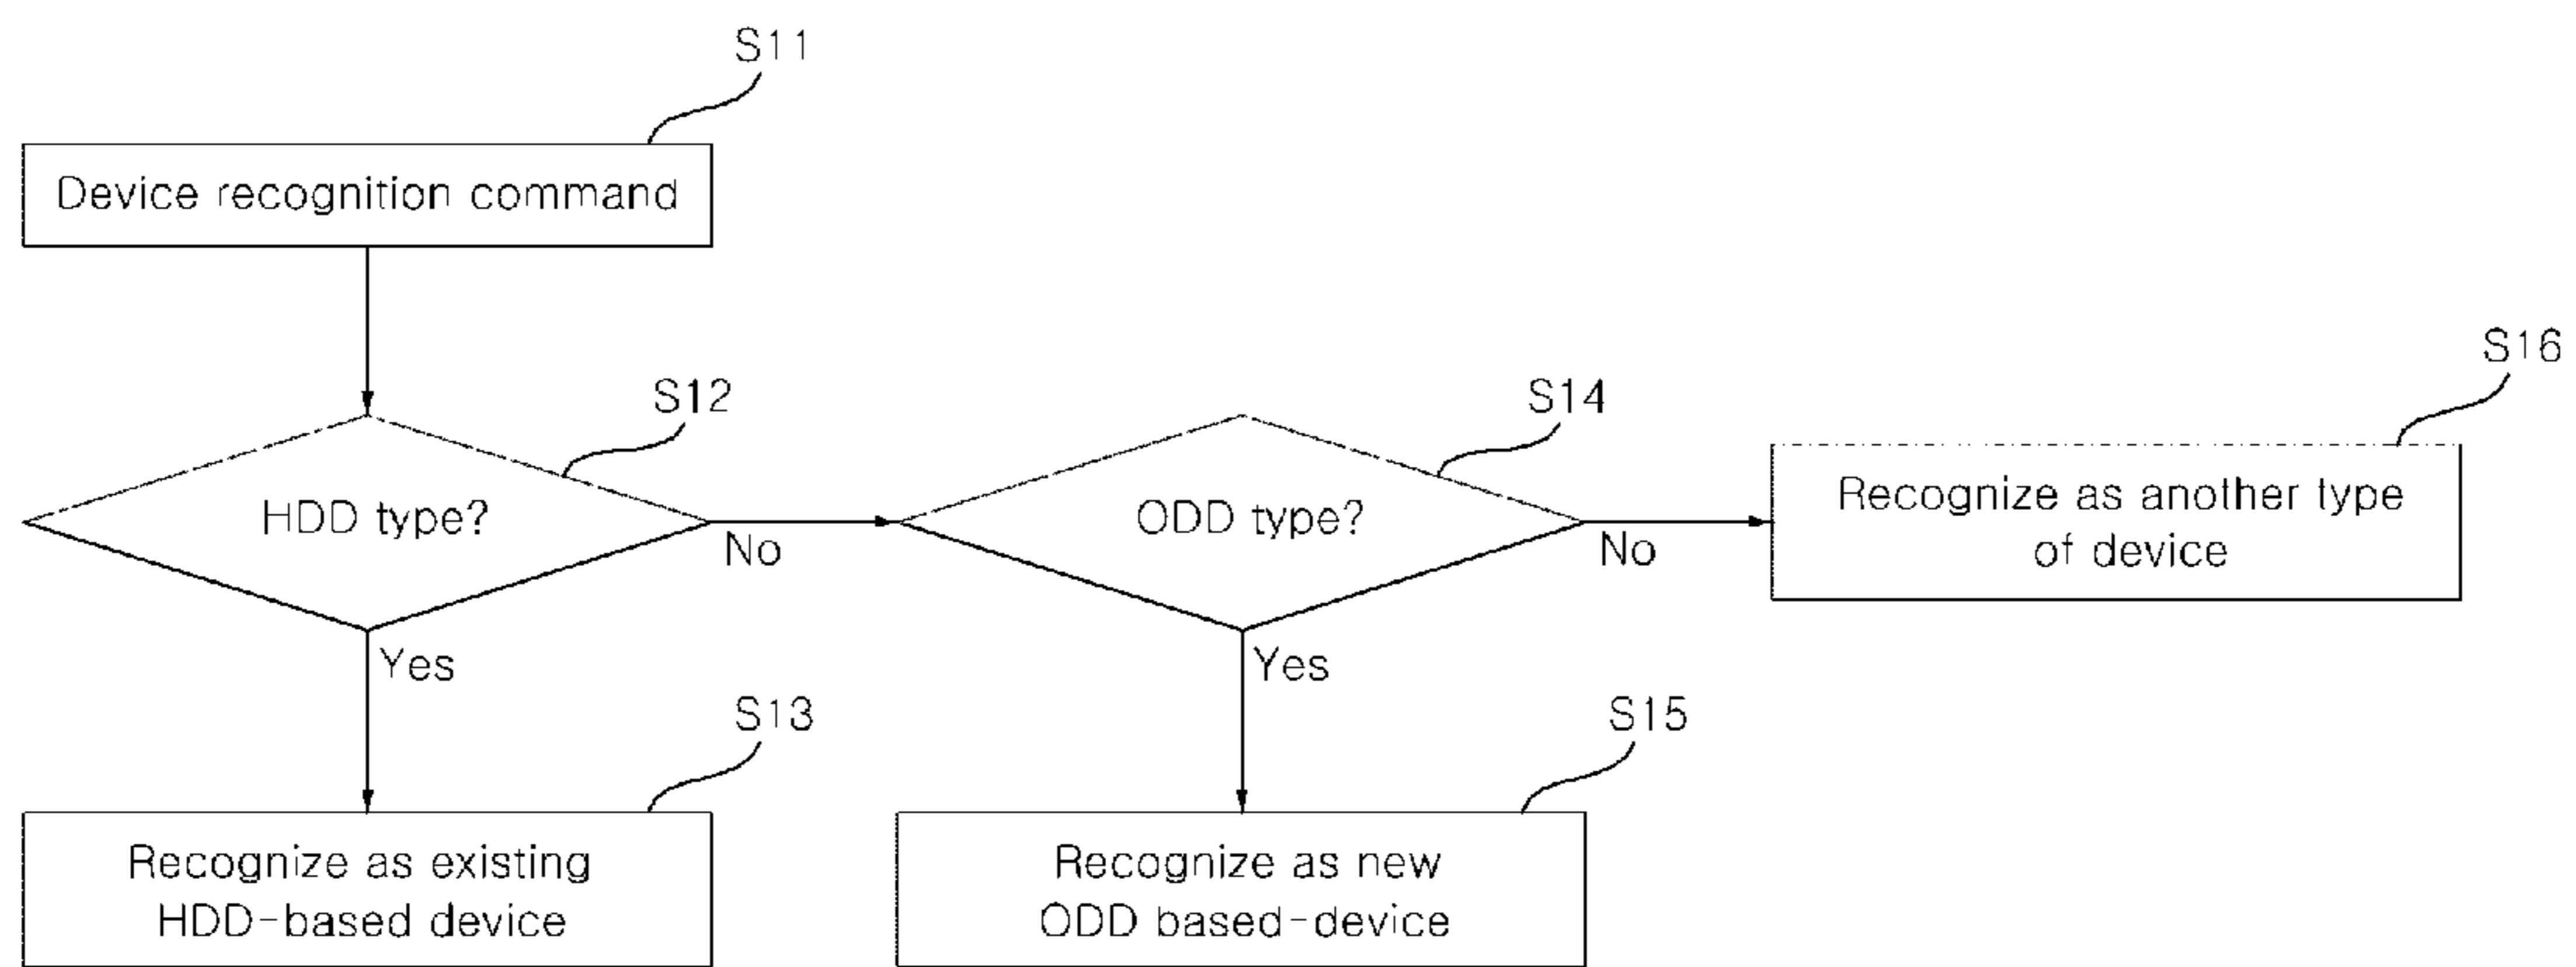 S11
Device recognition command
S12
HDD type?
No
Yes
S13
Recognize as existing
HDD-based device
S14
ODD type?
No
Yes
S15
Recognize as new
ODD based-device
S16
Recognize as another type
of device